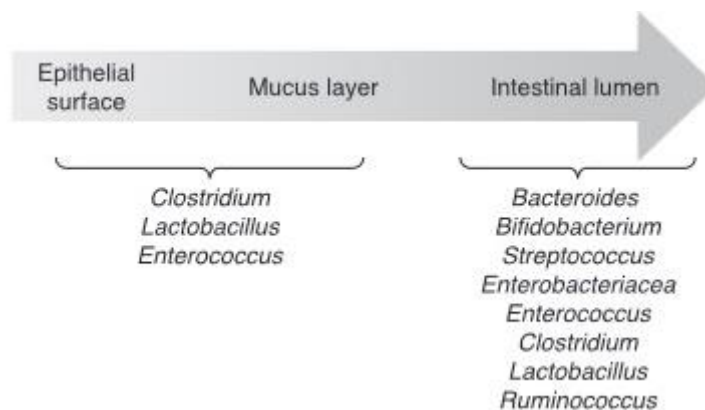 Epithelial
surface
Mucus layer
Intestinal lumen
Clostridium
Lactobacillus
Enterococcus
Bacteroides
Bifidobacterium
Streptococcus
Enterobacteriacea
Enterococcus
Clostridium
Lactobacillus
Ruminococcus